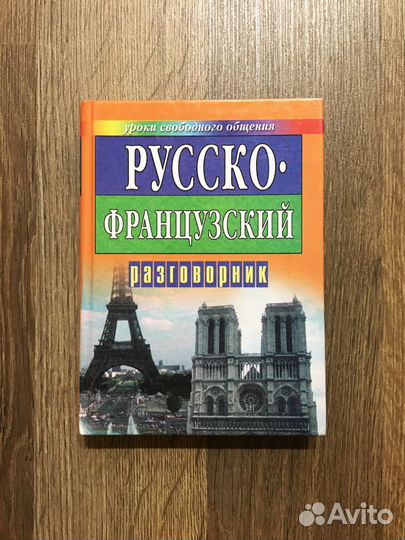 уроки свободного общения
РУССКО-
ФРАНЦУЗСКИЙ
разговорник
Avito